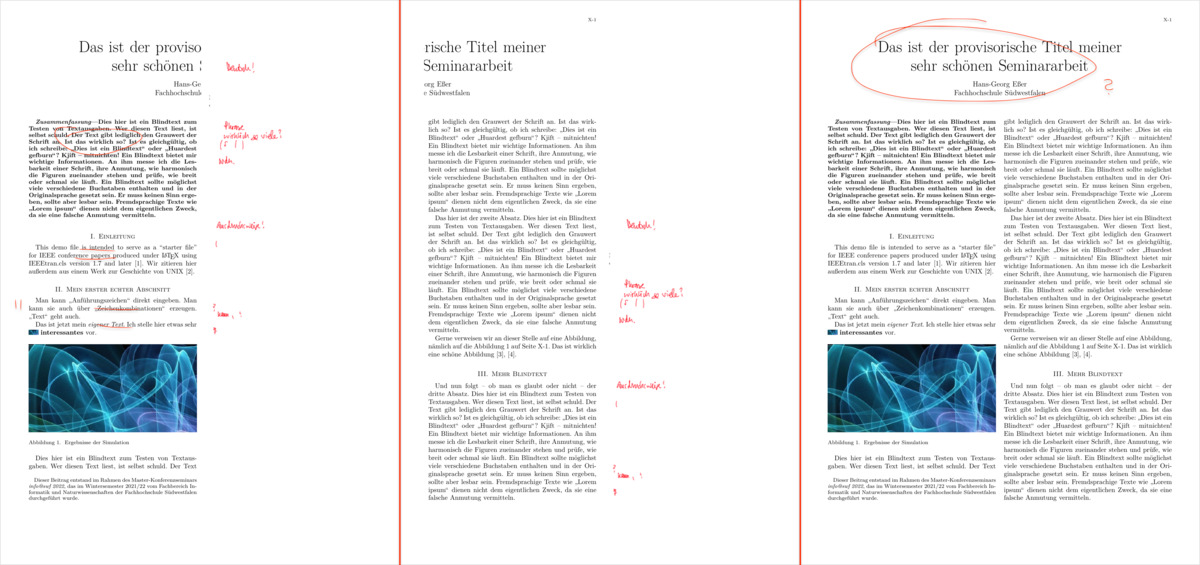 Das ist der proviso
sehr schönen S
Hans-Ge
Fachhochschule
Deutsch!
Zusammenfassung—Dies hier ist ein Blindtext zum
Testen von Textausgaben. Wer diesen Text liest, ist
selbst schuld. Der Text gibt lediglich den Grauwert der
Schrift an. Ist das wirklich so? Ist es gleichgültig, ob
ich schreibe: „Dies ist ein Blindtext“ oder „Huardest
gefburn“? Kjift – mitnichten! Ein Blindtext bietet mir
wichtige Informationen. An ihm messe ich die Les-
barkeit einer Schrift, ihre Anmutung, wie harmonisch
die Figuren zueinander stehen und prüfe, wie breit
oder schmal sie läuft. Ein Blindtext sollte möglichst
viele verschiedene Buchstaben enthalten und in der
Originalsprache gesetzt sein. Er muss keinen Sinn
ergeben, sollte aber lesbar sein. Fremdsprachige Texte wie
„Lorem ipsum“ dienen nicht dem eigentlichen Zweck,
da sie eine falsche Anmutung vermitteln.
wirklich so viele?
I. Einleitung
This demo file is intended to serve as a “starter file”
for IEEE conference papers produced under LATEX using
IEEEtran.cls version 1.7 and later [1]. Wir zitieren hier
außerdem aus einem Werk zur Geschichte von UNIX [2].
II. Mein erster echter Abschnitt
Man kann „Anführungszeichen“ direkt eingeben. Man
kann sie auch über „Zeichenkombinationen“ erzeugen.
„Text“ geht auch.
Das ist jetzt mein eigener Text. Ich stelle hier etwas sehr
interessantes vor.
Abbildung 1. Ergebnisse der Simulation
Dies hier ist ein Blindtext zum Testen von Textaus-
gaben. Wer diesen Text liest, ist selbst schuld. Der Text
Dieser Beitrag entstand im Rahmen des Master-Konferenzseminars
info@swf 2022, das im Wintersemester 2021/22 vom Fachbereich In-
formatik und Naturwissenschaften der Fachhochschule Südwestfalen
durchgeführt wurde.
X-1
rische Titel meiner
Seminararbeit
org Eßer
e Südwestfalen
gibt lediglich den Grauwert der Schrift an. Ist das wirk-
lich so? Ist es gleichgültig, ob ich schreibe: „Dies ist ein
Blindtext“ oder „Huardest gefburn“? Kjift – mitnichten!
Ein Blindtext bietet mir wichtige Informationen. An ihm
messe ich die Lesbarkeit einer Schrift, ihre Anmutung, wie
harmonisch die Figuren zueinander stehen und prüfe, wie
breit oder schmal sie läuft. Ein Blindtext sollte möglichst
viele verschiedene Buchstaben enthalten und in der Ori-
ginalsprache gesetzt sein. Er muss keinen Sinn ergeben,
sollte aber lesbar sein. Fremdsprachige Texte wie „Lorem
ipsum“ dienen nicht dem eigentlichen Zweck, da sie eine
falsche Anmutung vermitteln.
Das hier ist der zweite Absatz. Dies hier ist ein Blindtext
zum Testen von Textausgaben. Wer diesen Text liest,
ist selbst schuld. Der Text gibt lediglich den Grauwert
der Schrift an. Ist das wirklich so? Ist es gleichgültig,
ob ich schreibe: „Dies ist ein Blindtext“ oder „Huardest
gefburn“? Kjift – mitnichten! Ein Blindtext bietet mir
wichtige Informationen. An ihm messe ich die Lesbarkeit
einer Schrift, ihre Anmutung, wie harmonisch die Figuren
zueinander stehen und prüfe, wie breit oder schmal sie
läuft. Ein Blindtext sollte möglichst viele verschiedene
Buchstaben enthalten und in der Originalsprache gesetzt
sein. Er muss keinen Sinn ergeben, sollte aber lesbar sein.
Fremdsprachige Texte wie „Lorem ipsum“ dienen nicht
dem eigentlichen Zweck, da sie eine falsche Anmutung
vermitteln.
Gerne verweisen wir an dieser Stelle auf eine Abbildung,
nämlich auf die Abbildung 1 auf Seite X-1. Das ist wirklich
eine schöne Abbildung [3], [4].
III. Mehr Blindtext
Und nun folgt – ob man es glaubt oder nicht – der
dritte Absatz. Dies hier ist ein Blindtext zum Testen von
Textausgaben. Wer diesen Text liest, ist selbst schuld. Der
Text gibt lediglich den Grauwert der Schrift an. Ist das
wirklich so? Ist es gleichgültig, ob ich schreibe: „Dies ist ein
Blindtext“ oder „Huardest gefburn“? Kjift – mitnichten!
Ein Blindtext bietet mir wichtige Informationen. An ihm
messe ich die Lesbarkeit einer Schrift, ihre Anmutung, wie
harmonisch die Figuren zueinander stehen und prüfe, wie
breit oder schmal sie läuft. Ein Blindtext sollte möglichst
viele verschiedene Buchstaben enthalten und in der Ori-
ginalsprache gesetzt sein. Er muss keinen Sinn ergeben,
sollte aber lesbar sein. Fremdsprachige Texte wie „Lorem
ipsum“ dienen nicht dem eigentlichen Zweck, da sie eine
falsche Anmutung vermitteln.
Deutsch!
wirklich so viele?
X-1
Das ist der provisorische Titel meiner
sehr schönen Seminararbeit
Hans-Georg Eßer
Fachhochschule Südwestfalen
?
Zusammenfassung—Dies hier ist ein Blindtext zum
Testen von Textausgaben. Wer diesen Text liest, ist
selbst schuld. Der Text gibt lediglich den Grauwert der
Schrift an. Ist das wirklich so? Ist es gleichgültig, ob
ich schreibe: „Dies ist ein Blindtext“ oder „Huardest
gefburn“? Kjift – mitnichten! Ein Blindtext bietet mir
wichtige Informationen. An ihm messe ich die Les-
barkeit einer Schrift, ihre Anmutung, wie harmonisch
die Figuren zueinander stehen und prüfe, wie breit
oder schmal sie läuft. Ein Blindtext sollte möglichst
viele verschiedene Buchstaben enthalten und in der
Originalsprache gesetzt sein. Er muss keinen Sinn ergeben,
sollte aber lesbar sein. Fremdsprachige Texte wie
„Lorem ipsum“ dienen nicht dem eigentlichen Zweck,
da sie eine falsche Anmutung vermitteln.
I. Einleitung
This demo file is intended to serve as a “starter file”
for IEEE conference papers produced under LATEX using
IEEEtran.cls version 1.7 and later [1]. Wir zitieren hier
außerdem aus einem Werk zur Geschichte von UNIX [2].
II. Mein erster echter Abschnitt
Man kann „Anführungszeichen“ direkt eingeben. Man
kann sie auch über „Zeichenkombinationen“ erzeugen.
„Text“ geht auch.
Das ist jetzt mein eigener Text. Ich stelle hier etwas sehr
interessantes vor.
Abbildung 1. Ergebnisse der Simulation
Dies hier ist ein Blindtext zum Testen von Textaus-
gaben. Wer diesen Text liest, ist selbst schuld. Der Text
Dieser Beitrag entstand im Rahmen des Master-Konferenzseminars
info@swf 2022, das im Wintersemester 2021/22 vom Fachbereich In-
formatik und Naturwissenschaften der Fachhochschule Südwestfalen
durchgeführt wurde.
gibt lediglich den Grauwert der Schrift an. Ist das wirk-
lich so? Ist es gleichgültig, ob ich schreibe: „Dies ist ein
Blindtext“ oder „Huardest gefburn“? Kjift – mitnichten!
Ein Blindtext bietet mir wichtige Informationen. An ihm
messe ich die Lesbarkeit einer Schrift, ihre Anmutung, wie
harmonisch die Figuren zueinander stehen und prüfe, wie
breit oder schmal sie läuft. Ein Blindtext sollte möglichst
viele verschiedene Buchstaben enthalten und in der Ori-
ginalsprache gesetzt sein. Er muss keinen Sinn ergeben,
sollte aber lesbar sein. Fremdsprachige Texte wie „Lorem
ipsum“ dienen nicht dem eigentlichen Zweck, da sie eine
falsche Anmutung vermitteln.
Das hier ist der zweite Absatz. Dies hier ist ein Blindtext
zum Testen von Textausgaben. Wer diesen Text liest,
ist selbst schuld. Der Text gibt lediglich den Grauwert
der Schrift an. Ist das wirklich so? Ist es gleichgültig,
ob ich schreibe: „Dies ist ein Blindtext“ oder „Huardest
gefburn“? Kjift – mitnichten! Ein Blindtext bietet mir
wichtige Informationen. An ihm messe ich die Lesbarkeit
einer Schrift, ihre Anmutung, wie harmonisch die Figuren
zueinander stehen und prüfe, wie breit oder schmal sie
läuft. Ein Blindtext sollte möglichst viele verschiedene
Buchstaben enthalten und in der Originalsprache gesetzt
sein. Er muss keinen Sinn ergeben, sollte aber lesbar sein.
Fremdsprachige Texte wie „Lorem ipsum“ dienen nicht
dem eigentlichen Zweck, da sie eine falsche Anmutung
vermitteln.
Gerne verweisen wir an dieser Stelle auf eine Abbildung,
nämlich auf die Abbildung 1 auf Seite X-1. Das ist wirklich
eine schöne Abbildung [3], [4].
III. Mehr Blindtext
Und nun folgt – ob man es glaubt oder nicht – der
dritte Absatz. Dies hier ist ein Blindtext zum Testen von
Textausgaben. Wer diesen Text liest, ist selbst schuld. Der
Text gibt lediglich den Grauwert der Schrift an. Ist das
wirklich so? Ist es gleichgültig, ob ich schreibe: „Dies ist ein
Blindtext“ oder „Huardest gefburn“? Kjift – mitnichten!
Ein Blindtext bietet mir wichtige Informationen. An ihm
messe ich die Lesbarkeit einer Schrift, ihre Anmutung, wie
harmonisch die Figuren zueinander stehen und prüfe, wie
breit oder schmal sie läuft. Ein Blindtext sollte möglichst
viele verschiedene Buchstaben enthalten und in der Ori-
ginalsprache gesetzt sein. Er muss keinen Sinn ergeben,
sollte aber lesbar sein. Fremdsprachige Texte wie „Lorem
ipsum“ dienen nicht dem eigentlichen Zweck, da sie eine
falsche Anmutung vermitteln.